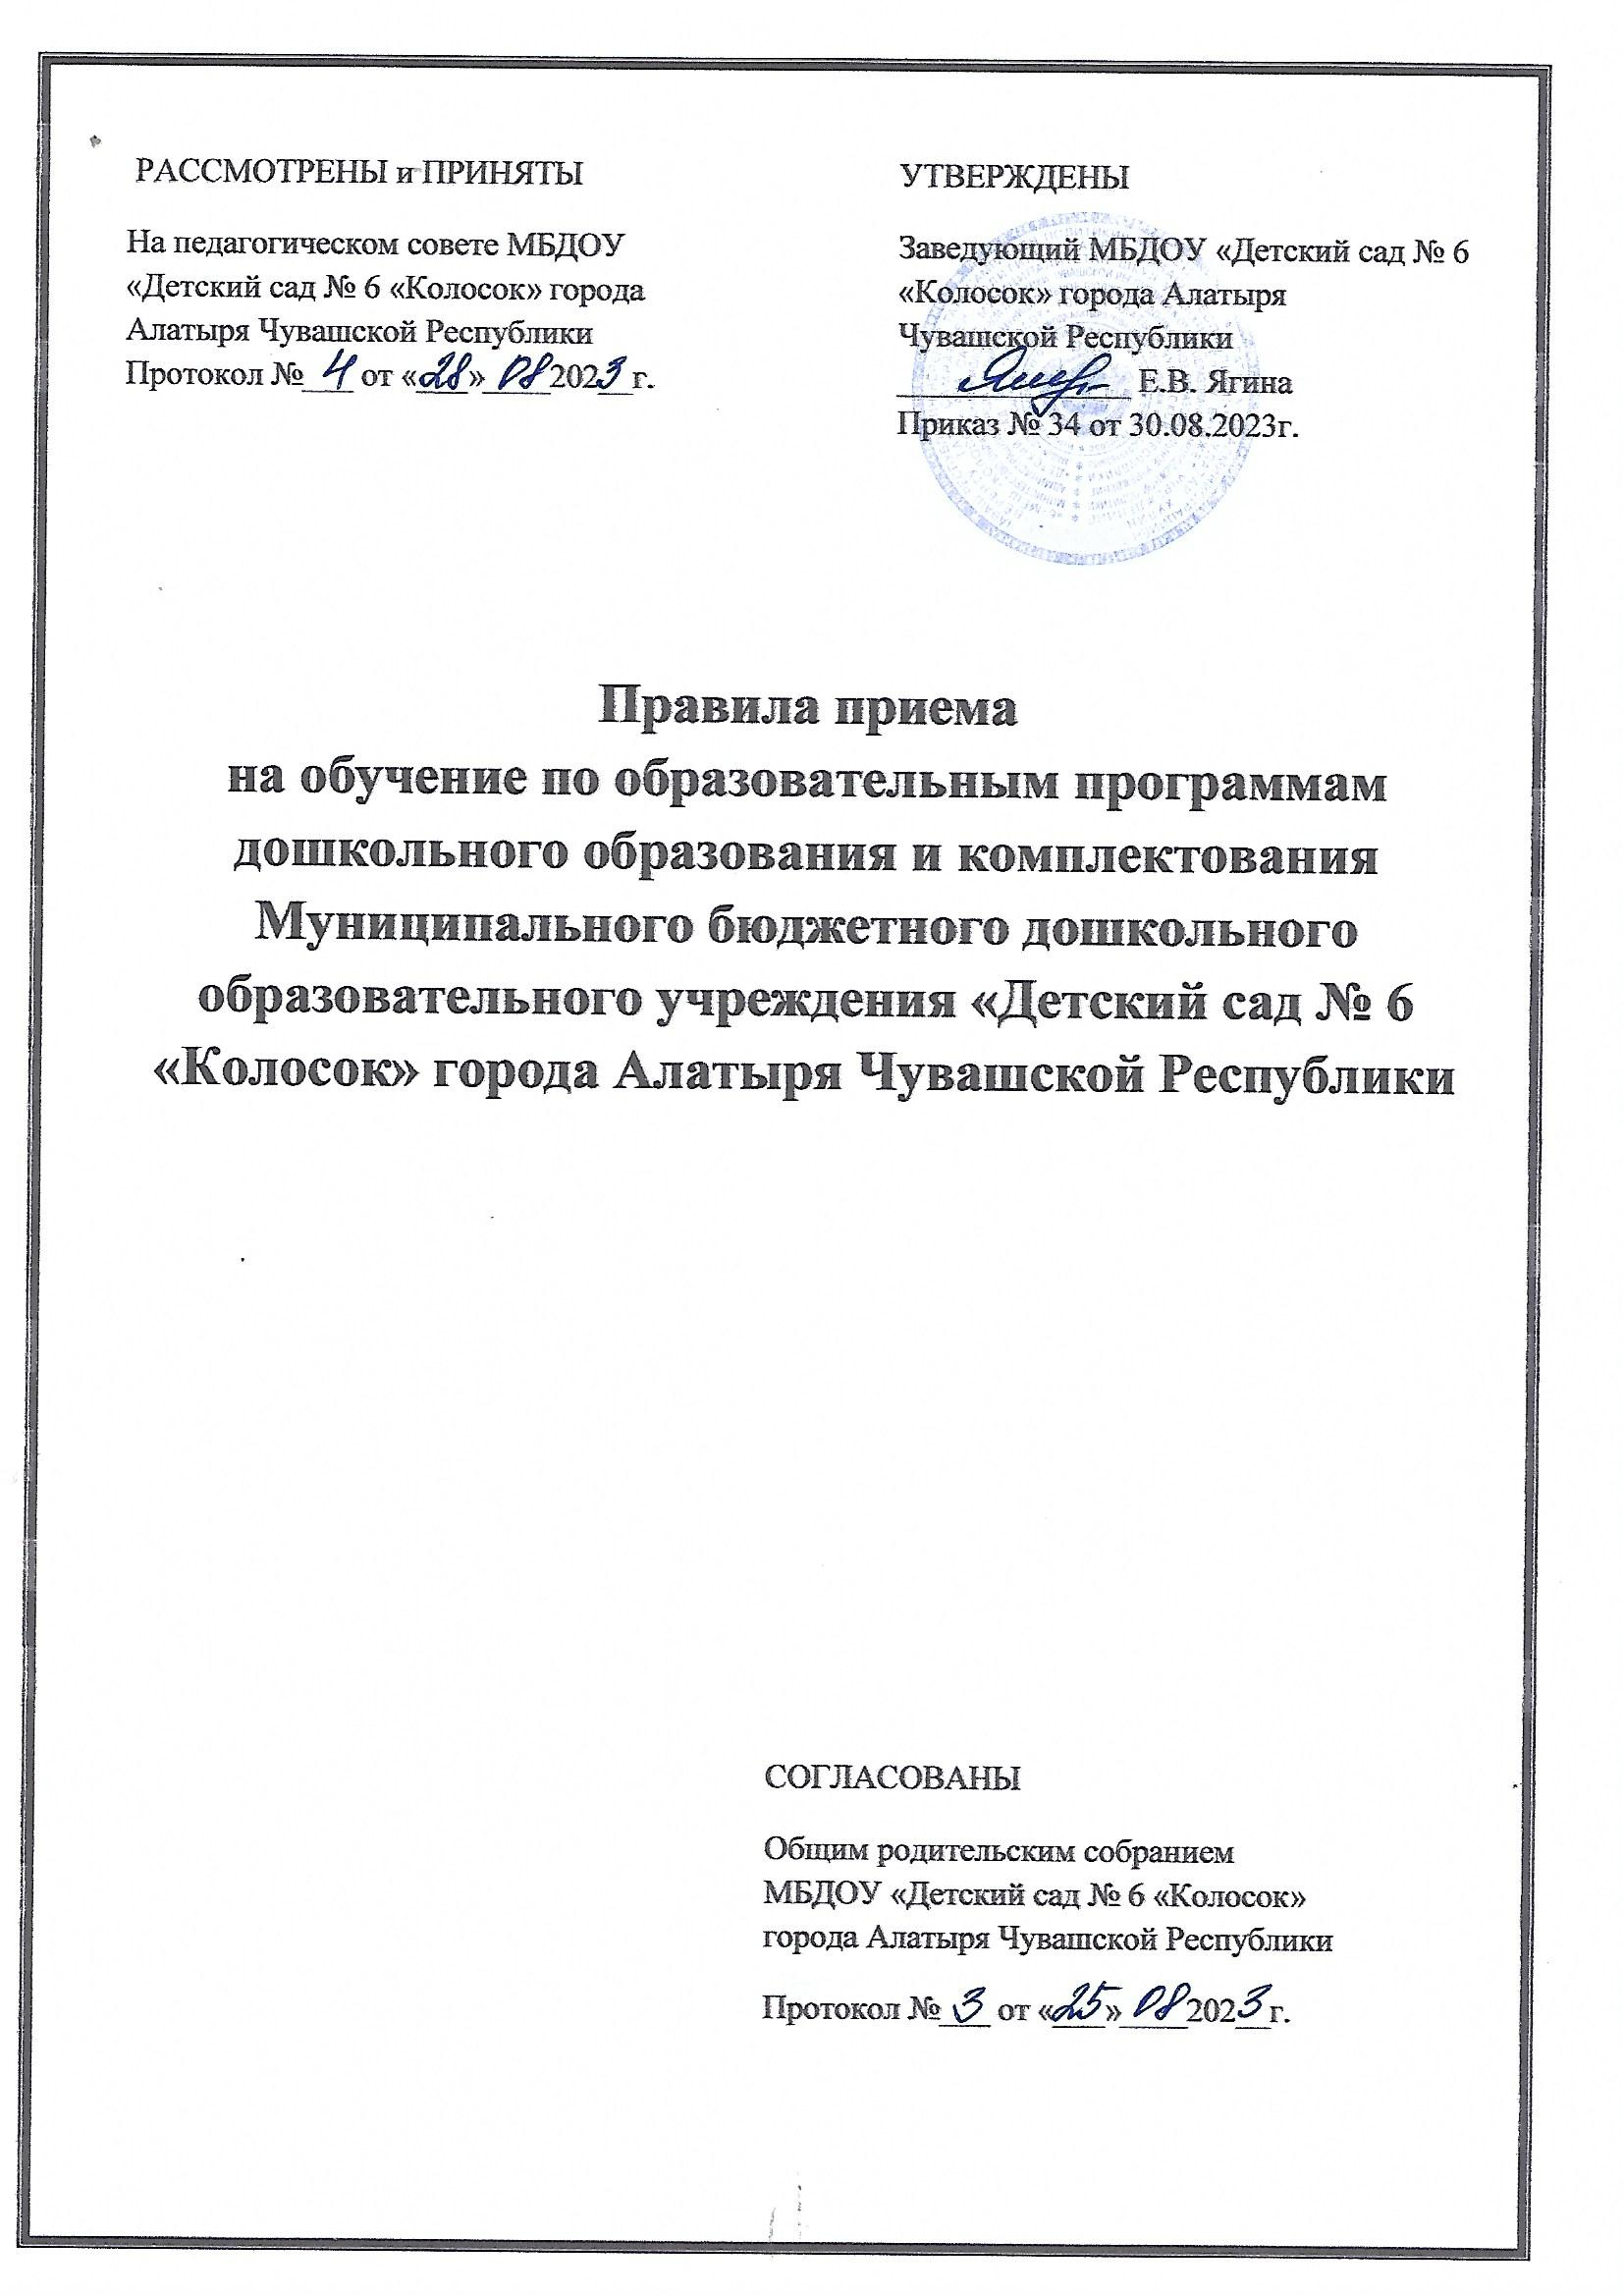 РАССМОТРЕНЫ и ПРИНЯТЫ
На педагогическом совете МБДОУ
«Детский сад № 6 «Колосок» города
Алатыря Чувашской Республики
Протокол № 4 от «28» 08 2023 г.
УТВЕРЖДЕНЫ
Заведующий МБДОУ «Детский сад № 6
«Колосок» города Алатыря
Чувашской Республики
Е.В. Ягина
Приказ № 34 от 30.08.2023г.
Правила приема
на обучение по образовательным программам
дошкольного образования и комплектования
Муниципального бюджетного дошкольного
образовательного учреждения «Детский сад № 6
«Колосок» города Алатыря Чувашской Республики
СОГЛАСОВАНЫ
Общим родительским собранием
МБДОУ «Детский сад № 6 «Колосок»
города Алатыря Чувашской Республики
Протокол № 3 от «25» 08 2023 г.